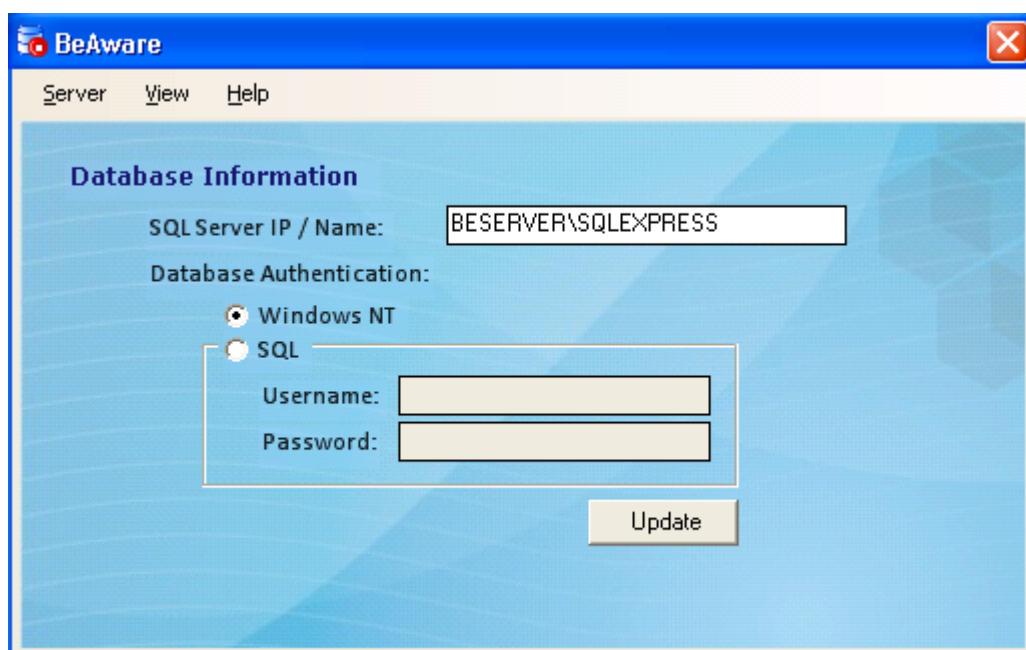 BeAware
Server View Help
Database Information
SQL Server IP / Name: BESERVER\SQLEXPRESS
Database Authentication:
Windows NT
SQL
Username:
Password:
Update